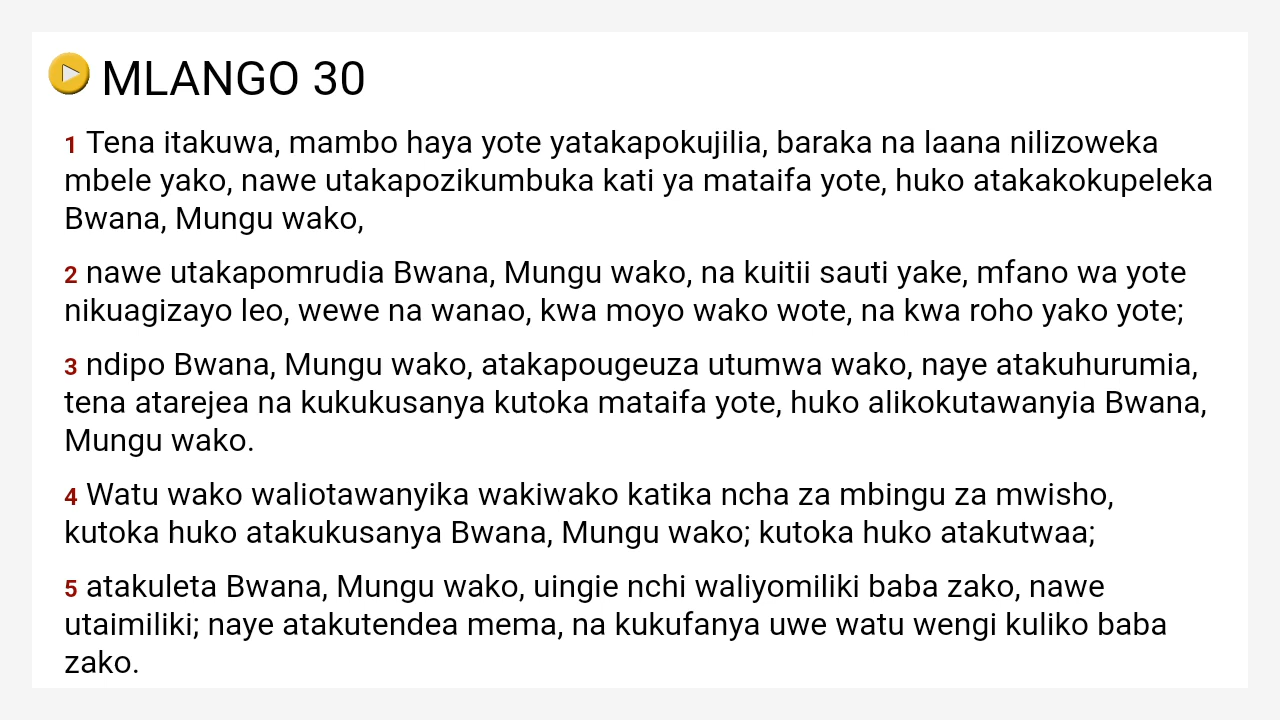 MLANGO 30
1 Tena itakuwa, mambo haya yote yatakapokujilia, baraka na laana nilizoweka
mbele yako, nawe utakapozikumbuka kati ya mataifa yote, huko atakakokupeleka
Bwana, Mungu wako,
2 nawe utakapomrudia Bwana, Mungu wako, na kuitii sauti yake, mfano wa yote
nikuagizayo leo, wewe na wanao, kwa moyo wako wote, na kwa roho yako yote;
3 ndipo Bwana, Mungu wako, atakapougeuza utumwa wako, naye atakuhurumia,
tena atarejea na kukukusanya kutoka mataifa yote, huko alikokutawanyia Bwana,
Mungu wako.
4 Watu wako waliotawanyika wakiwako katika ncha za mbingu za mwisho,
kutoka huko atakukusanya Bwana, Mungu wako; kutoka huko atakutwaa;
5 atakuleta Bwana, Mungu wako, uingie nchi waliyomiliki baba zako, nawe
utaimiliki; naye atakutendea mema, na kukufanya uwe watu wengi kuliko baba
zako.